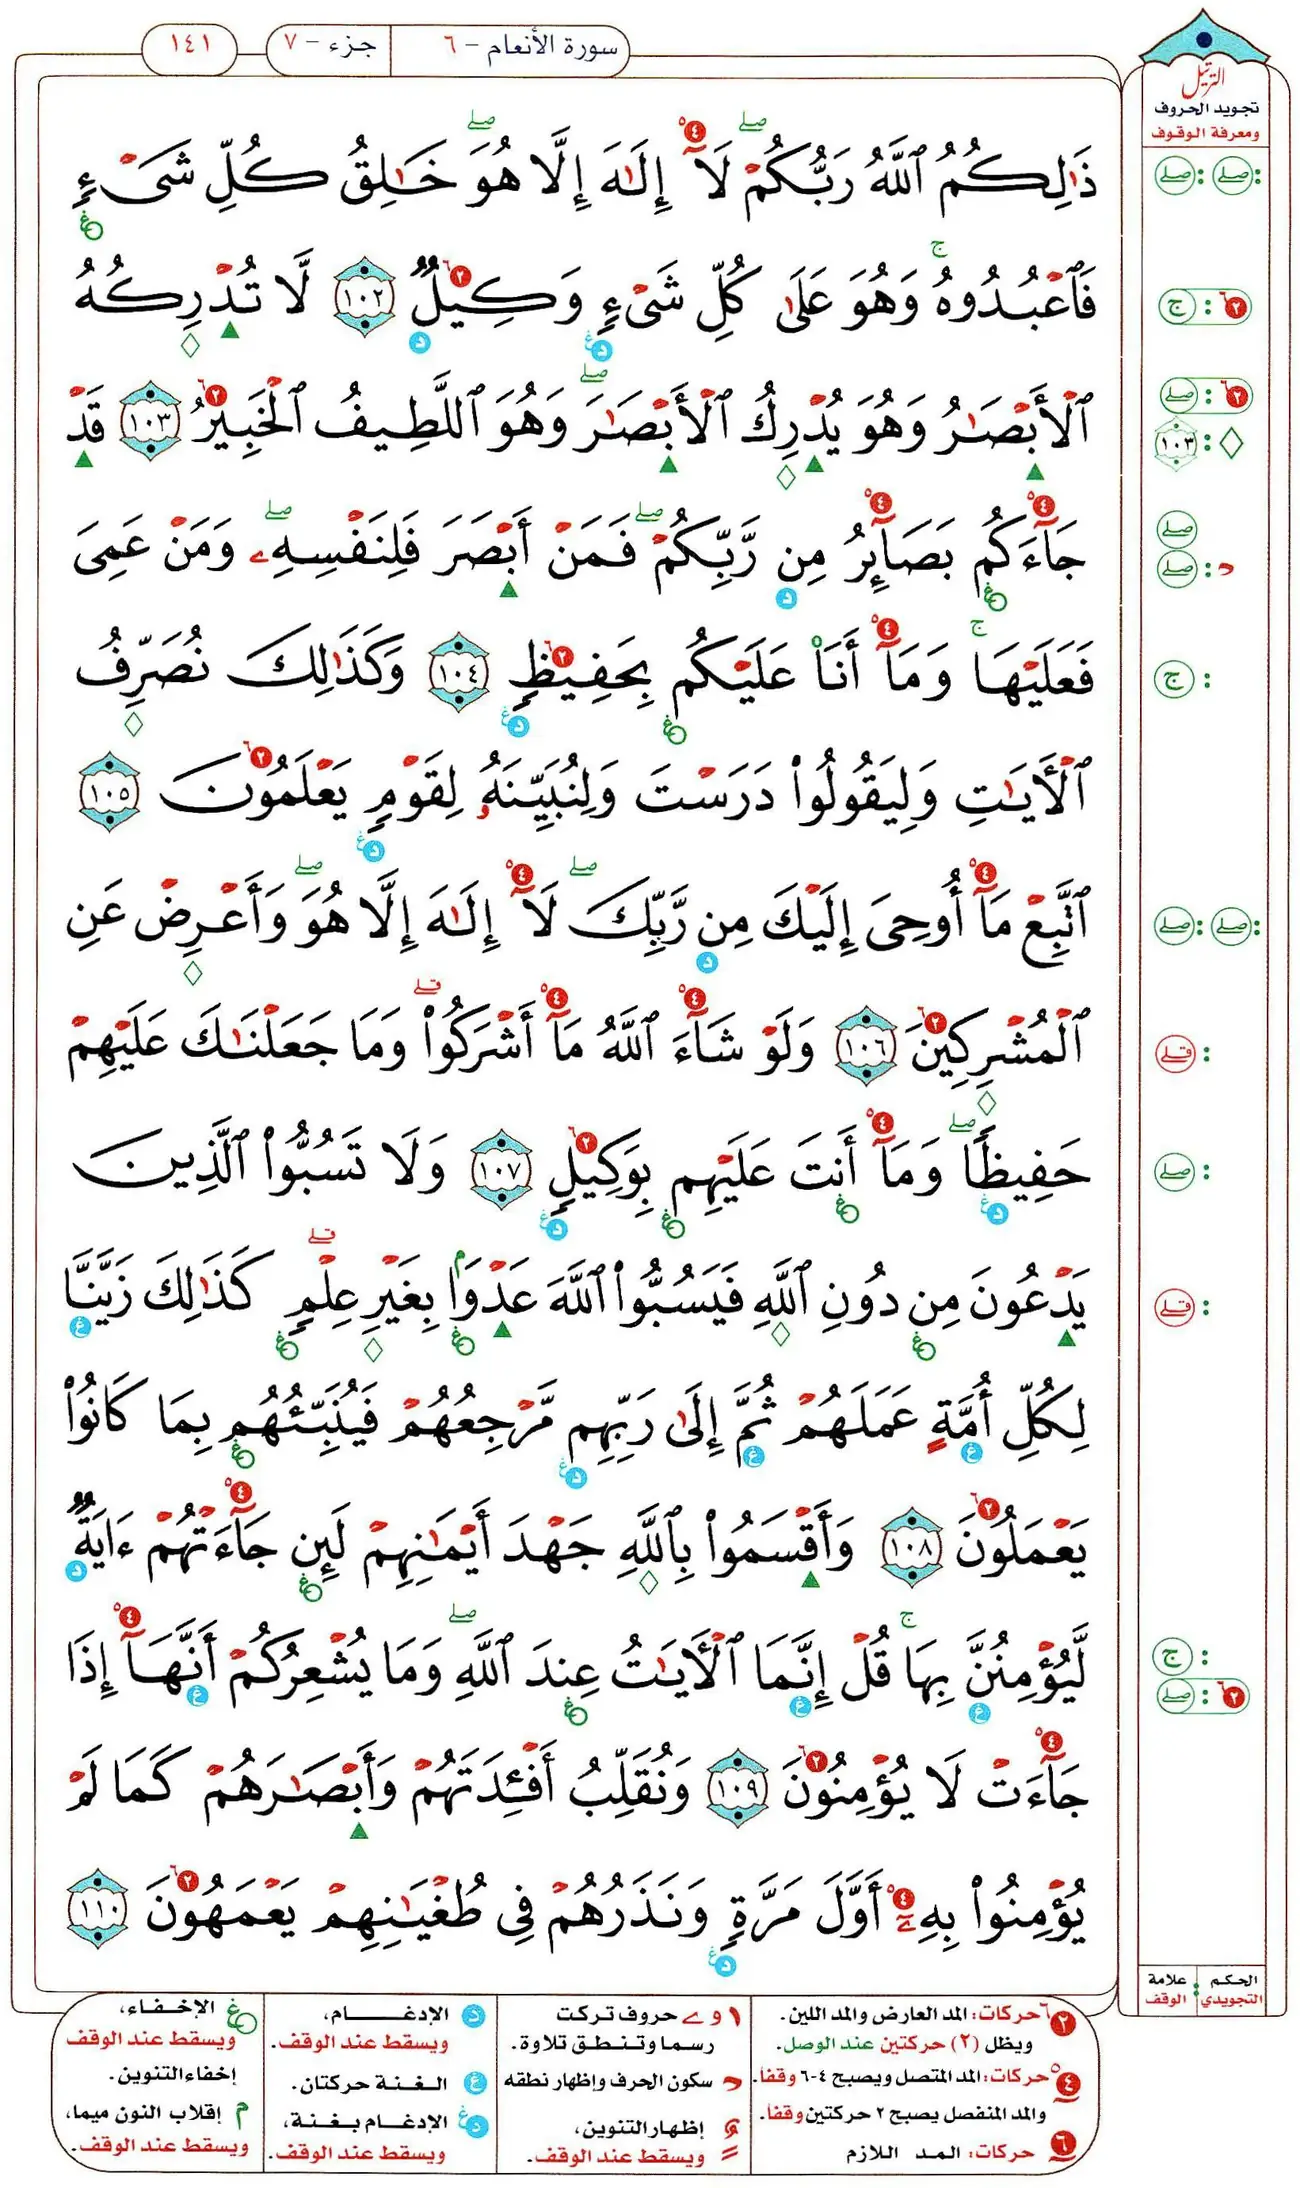 سورة الأنعام - ٦
جزء - ٧
١٤١
الترتيل
تجويد الحروف
ومعرفة الوقوف
ذَٰلِكُمُ ٱللَّهُ رَبُّكُمْ ۖ لَآ إِلَٰهَ إِلَّا هُوَ ۖ خَٰلِقُ كُلِّ شَىْءٍ
فَٱعْبُدُوهُ ۚ وَهُوَ عَلَىٰ كُلِّ شَىْءٍ وَكِيلٌ ١٠٢ لَّا تُدْرِكُهُ
ٱلْأَبْصَٰرُ وَهُوَ يُدْرِكُ ٱلْأَبْصَٰرَ ۖ وَهُوَ ٱللَّطِيفُ ٱلْخَبِيرُ ١٠٣ قَدْ
جَآءَكُم بَصَآئِرُ مِن رَّبِّكُمْ ۖ فَمَنْ أَبْصَرَ فَلِنَفْسِهِۦ ۖ وَمَنْ عَمِىَ
فَعَلَيْهَا ۚ وَمَآ أَنَا۠ عَلَيْكُم بِحَفِيظٍ ١٠٤ وَكَذَٰلِكَ نُصَرِّفُ
ٱلْأَيَٰتِ وَلِيَقُولُوا۟ دَرَسْتَ وَلِنُبَيِّنَهُۥ لِقَوْمٍ يَعْلَمُونَ ١٠٥
ٱتَّبِعْ مَآ أُوحِىَ إِلَيْكَ مِن رَّبِّكَ ۖ لَآ إِلَٰهَ إِلَّا هُوَ ۖ وَأَعْرِضْ عَنِ
ٱلْمُشْرِكِينَ ١٠٦ وَلَوْ شَآءَ ٱللَّهُ مَآ أَشْرَكُوا۟ ۗ وَمَا جَعَلْنَٰكَ عَلَيْهِمْ
حَفِيظًا ۖ وَمَآ أَنتَ عَلَيْهِم بِوَكِيلٍ ١٠٧ وَلَا تَسُبُّوا۟ ٱلَّذِينَ
يَدْعُونَ مِن دُونِ ٱللَّهِ فَيَسُبُّوا۟ ٱللَّهَ عَدْوًۢا بِغَيْرِ عِلْمٍ ۗ كَذَٰلِكَ زَيَّنَّا
لِكُلِّ أُمَّةٍ عَمَلَهُمْ ثُمَّ إِلَىٰ رَبِّهِم مَّرْجِعُهُمْ فَيُنَبِّئُهُم بِمَا كَانُوا۟
يَعْمَلُونَ ١٠٨ وَأَقْسَمُوا۟ بِٱللَّهِ جَهْدَ أَيْمَٰنِهِمْ لَئِن جَآءَتْهُمْ ءَايَةٌ
لَّيُؤْمِنُنَّ بِهَا ۚ قُلْ إِنَّمَا ٱلْأَيَٰتُ عِندَ ٱللَّهِ ۖ وَمَا يُشْعِرُكُمْ أَنَّهَآ إِذَا
جَآءَتْ لَا يُؤْمِنُونَ ١٠٩ وَنُقَلِّبُ أَفْـِٔدَتَهُمْ وَأَبْصَٰرَهُمْ كَمَا لَمْ
يُؤْمِنُوا۟ بِهِۦٓ أَوَّلَ مَرَّةٍ وَنَذَرُهُمْ فِى طُغْيَٰنِهِمْ يَعْمَهُونَ ١١٠
الحكم التجويدي : علامة الوقف
٦ ٢ حركات: المد العارض والمد اللين.
ويظل (٢) حركتين عند الوصل.
٥ ٤ حركات: المد المتصل ويصبح ٤-٦ وقفاً.
والمد المنفصل يصبح ٢ حركتين وقفاً.
٦ حركات: المد اللازم
ا و ے حروف تركت
رسما وتنطق تلاوة.
سكون الحرف وإظهار نطقه
إظهار التنوين،
ويسقط عند الوقف.
د الإدغام،
ويسقط عند الوقف.
غ الغنة حركتان.
دغ الإدغام بغنة،
ويسقط عند الوقف.
الإخفاء،
ويسقط عند الوقف
إخفاء التنوين.
م إقلاب النون ميما،
ويسقط عند الوقف.